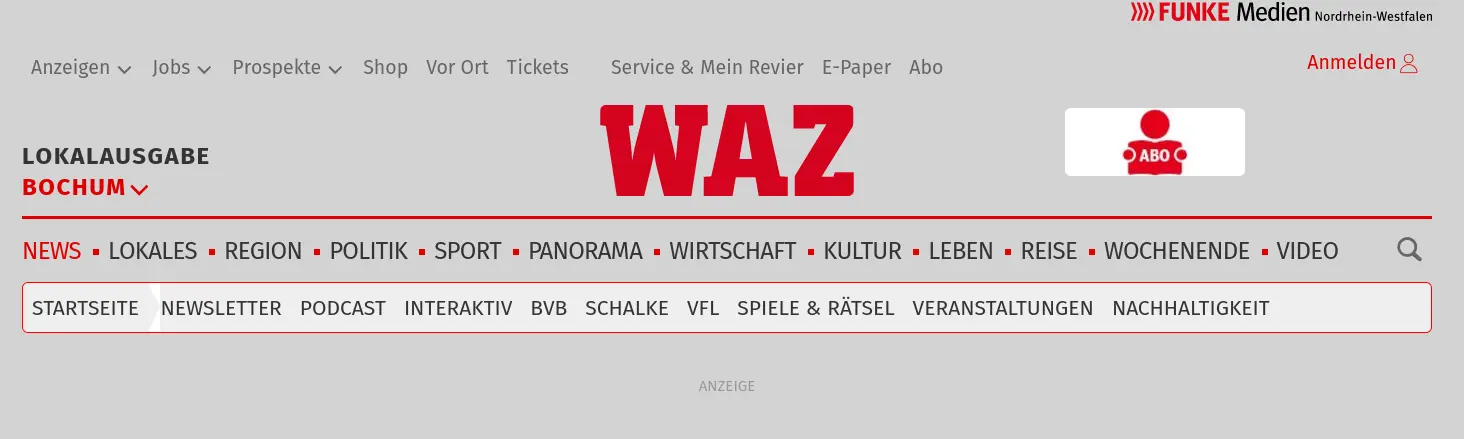 FUNKE Medien Nordrhein-Westfalen
Anzeigen Jobs Prospekte Shop Vor Ort Tickets Service & Mein Revier E-Paper Abo Anmelden
WAZ
ABO
LOKALAUSGABE
BOCHUM
NEWS LOKALES REGION POLITIK SPORT PANORAMA WIRTSCHAFT KULTUR LEBEN REISE WOCHENENDE VIDEO
STARTSEITE NEWSLETTER PODCAST INTERAKTIV BVB SCHALKE VFL SPIELE & RÄTSEL VERANSTALTUNGEN NACHHALTIGKEIT
ANZEIGE